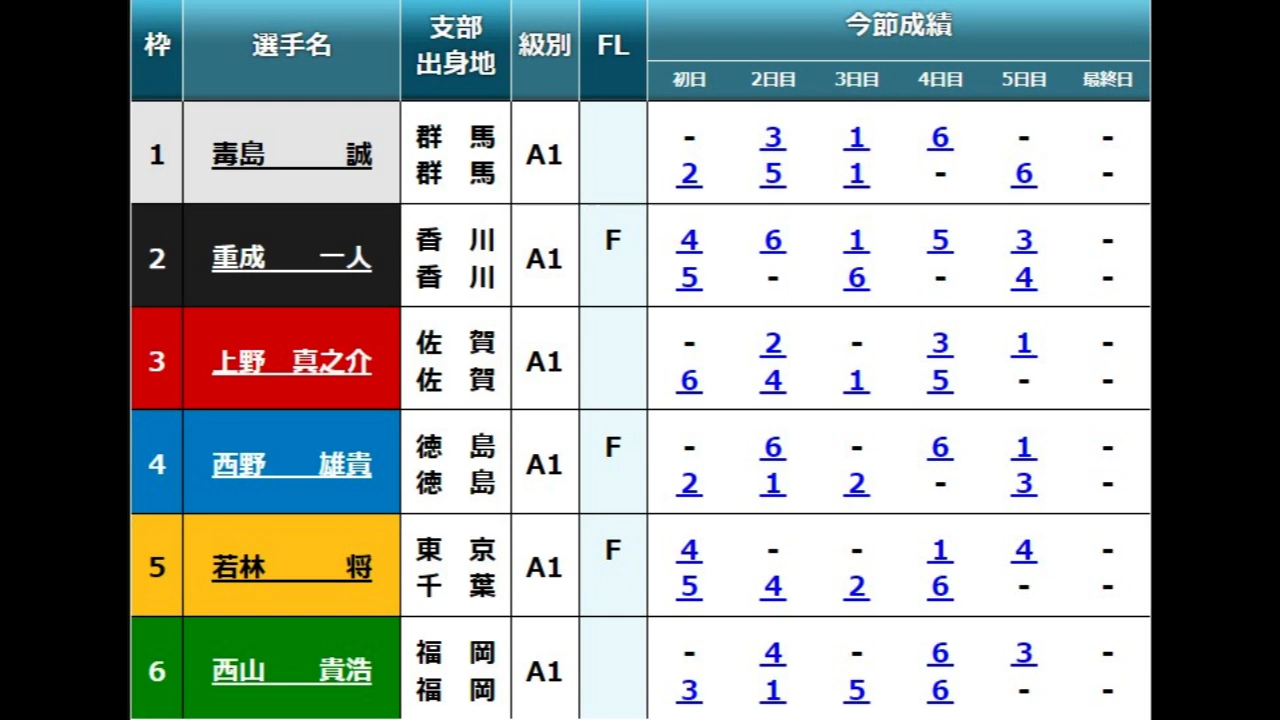 枠 選手名 支部 出身地 級別 FL 今節成績
初日 2日目 3日目 4日目 5日目 最終日
1 毒島 誠 群 馬 A1 - 3 1 6 - -
群 馬 2 5 1 - 6 -
2 重成 一人 香 川 A1 F 4 6 1 5 3 -
香 川 5 - 6 - 4 -
3 上野 真之介 佐 賀 A1 - 2 - 3 1 -
佐 賀 6 4 1 5 - -
4 西野 雄貴 徳 島 A1 F - 6 - 6 1 -
徳 島 2 1 2 - 3 -
5 若林 将 東 京 A1 F 4 - - 1 4 -
千 葉 5 4 2 6 - -
6 西山 貴浩 福 岡 A1 - 4 - 6 3 -
福 岡 3 1 5 6 - -